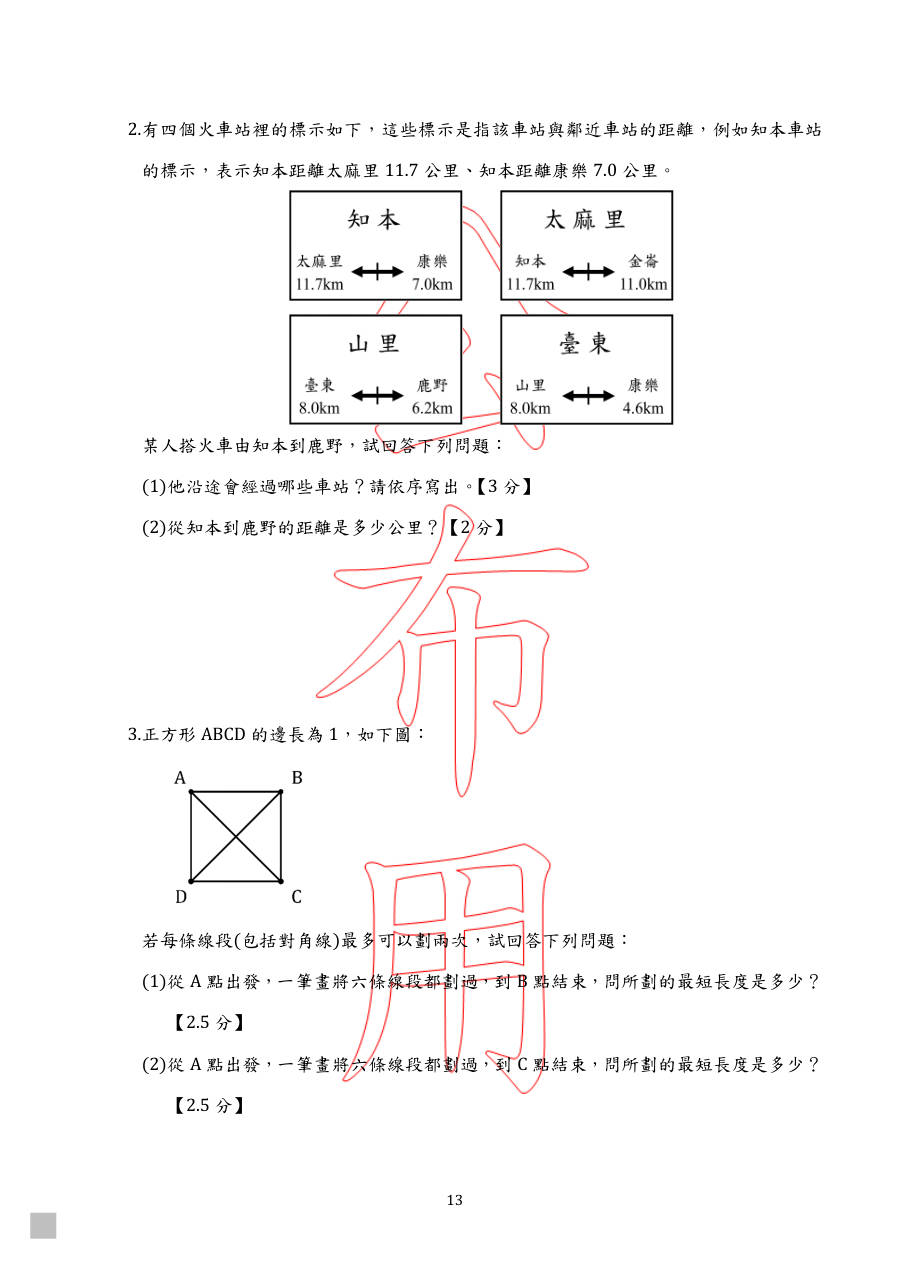 2.有四個火車站裡的標示如下，這些標示是指該車站與鄰近車站的距離，例如知本車站
的標示，表示知本距離太麻里 11.7 公里、知本距離康樂 7.0 公里。
知本
太麻里 康樂
11.7km 7.0km
太麻里
知本 金崙
11.7km 11.0km
山里
臺東 鹿野
8.0km 6.2km
臺東
山里 康樂
8.0km 4.6km
某人搭火車由知本到鹿野，試回答下列問題：
(1)他沿途會經過哪些車站？請依序寫出。【3 分】
(2)從知本到鹿野的距離是多少公里？【2 分】
3.正方形 ABCD 的邊長為 1，如下圖：
A B
D C
若每條線段(包括對角線)最多可以劃兩次，試回答下列問題：
(1)從 A 點出發，一筆畫將六條線段都劃過，到 B 點結束，問所劃的最短長度是多少？
【2.5 分】
(2)從 A 點出發，一筆畫將六條線段都劃過，到 C 點結束，問所劃的最短長度是多少？
【2.5 分】
布
用
13